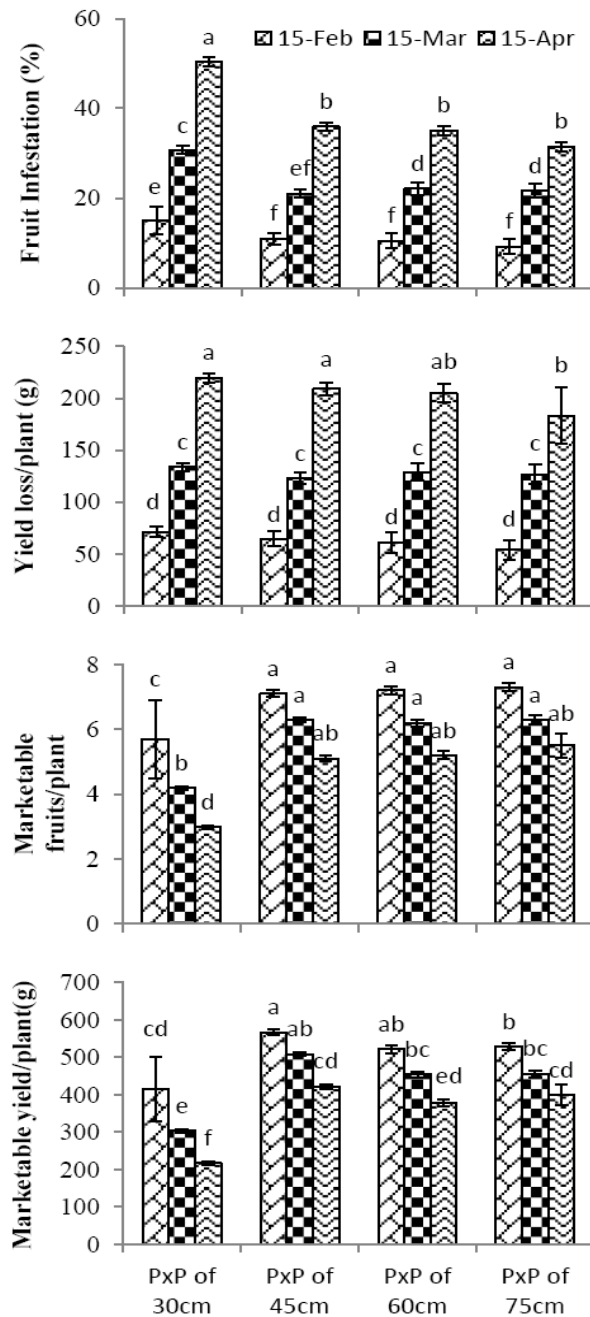 15-Feb 15-Mar 15-Apr
Fruit Infestation (%)
60
40
20
0
e c a
f ef b
f d b
f d b
Yield loss/plant (g)
250
200
150
100
50
0
d c a
d c a
d c ab
d c b
Marketable
fruits/plant
8
6
4
2
0
c b d
a a ab
a a ab
a a ab
Marketable yield/plant(g)
700
600
500
400
300
200
100
0
cd e f
a ab cd
ab bc ed
b bc cd
PxP of PxP of PxP of PxP of
30cm 45cm 60cm 75cm